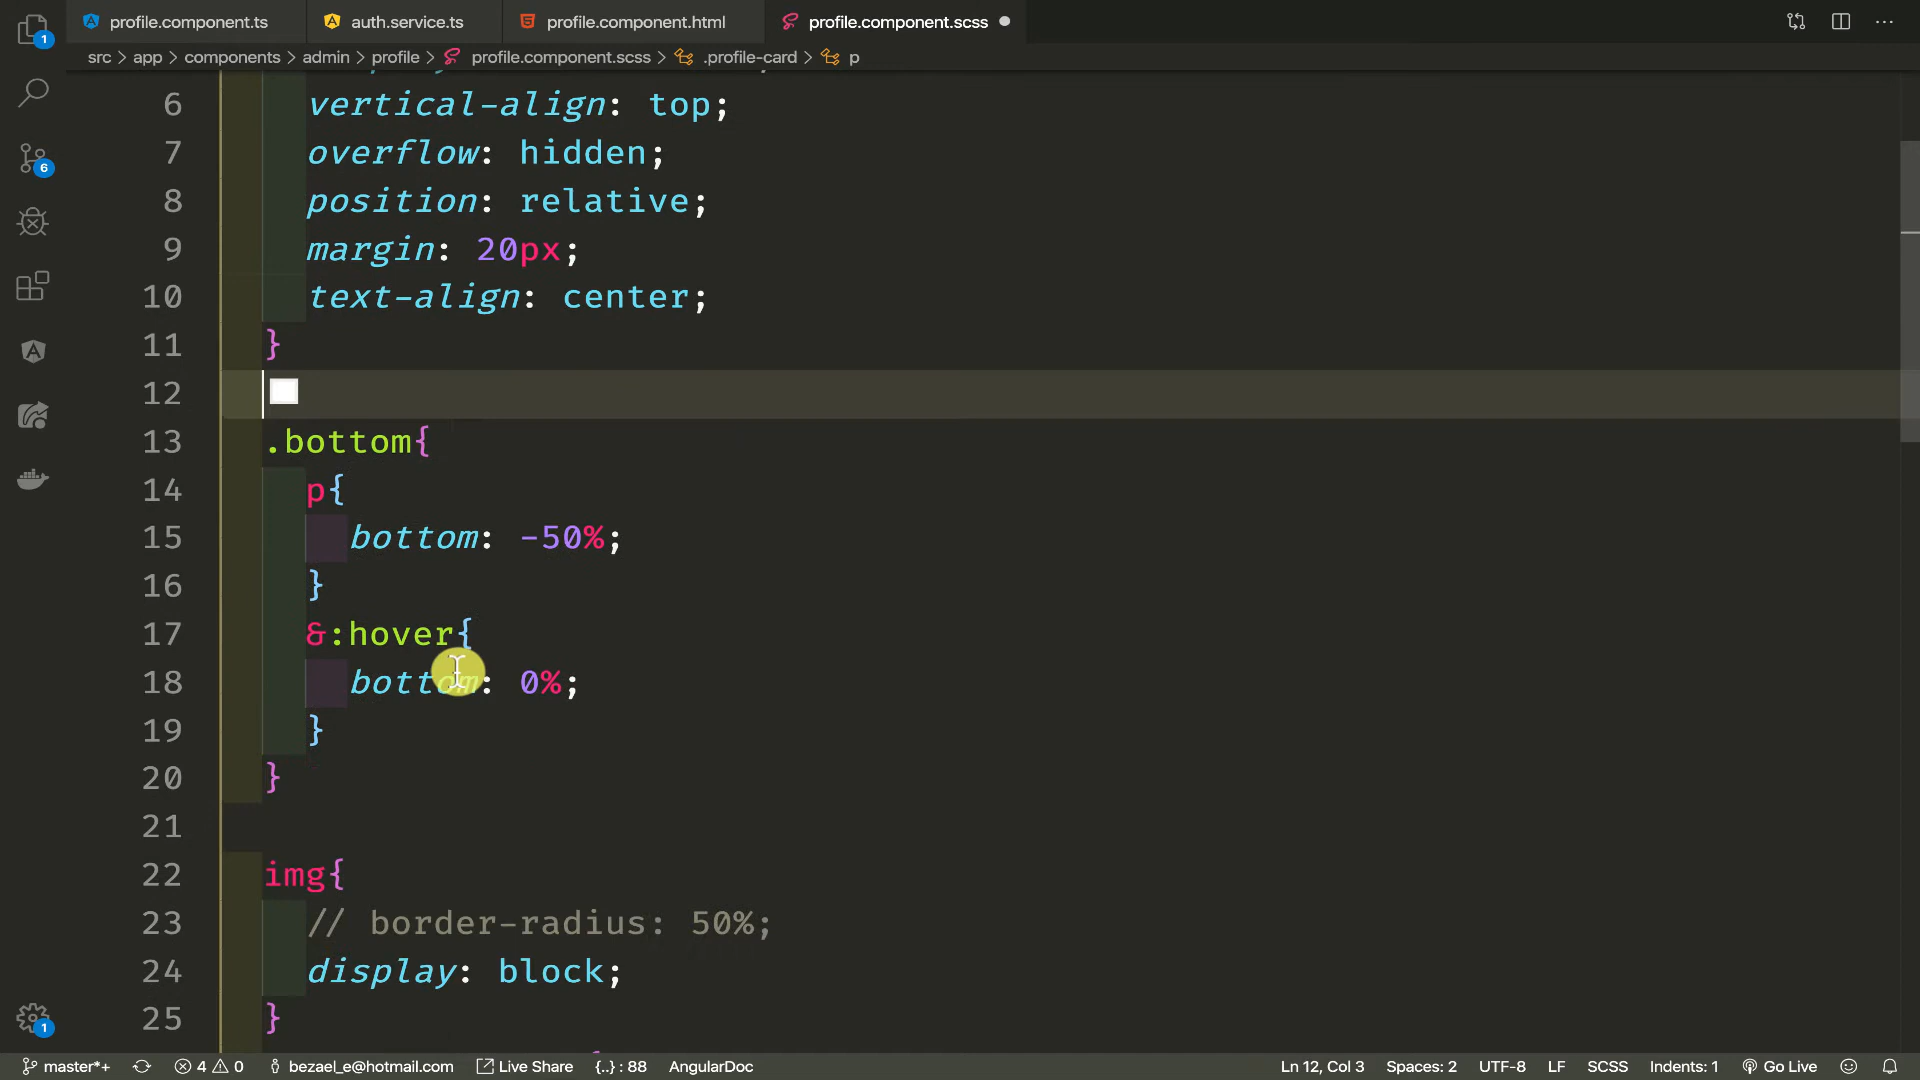 profile.component.ts
auth.service.ts
profile.component.html
profile.component.scss
src > app > components > admin > profile > profile.component.scss > .profile-card > p
6 vertical-align: top;
7 overflow: hidden;
8 position: relative;
9 margin: 20px;
10 text-align: center;
11 }
12
13 .bottom{
14 p{
15 bottom: -50%;
16 }
17 &:hover{
18 bottom: 0%;
19 }
20 }
21
22 img{
23 // border-radius: 50%;
24 display: block;
25 }
1
6
1
master*+ 4 0 bezael_e@hotmail.com Live Share {..} : 88 AngularDoc Ln 12, Col 3 Spaces: 2 UTF-8 LF SCSS Indents: 1 Go Live